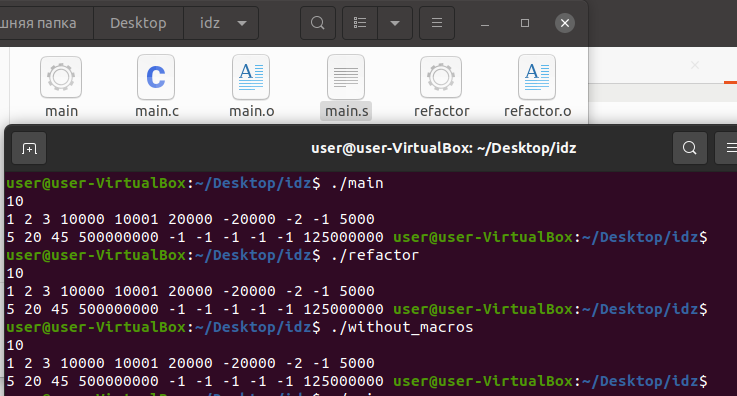 шняя папка Desktop idz
main main.c main.o main.s refactor refactor.o
user@user-VirtualBox: ~/Desktop/idz
user@user-VirtualBox:~/Desktop/idz$ ./main
10
1 2 3 10000 10001 20000 -20000 -2 -1 5000
5 20 45 500000000 -1 -1 -1 -1 -1 125000000 user@user-VirtualBox:~/Desktop/idz$
user@user-VirtualBox:~/Desktop/idz$ ./refactor
10
1 2 3 10000 10001 20000 -20000 -2 -1 5000
5 20 45 500000000 -1 -1 -1 -1 -1 125000000 user@user-VirtualBox:~/Desktop/idz$
user@user-VirtualBox:~/Desktop/idz$ ./without_macros
10
1 2 3 10000 10001 20000 -20000 -2 -1 5000
5 20 45 500000000 -1 -1 -1 -1 -1 125000000 user@user-VirtualBox:~/Desktop/idz$